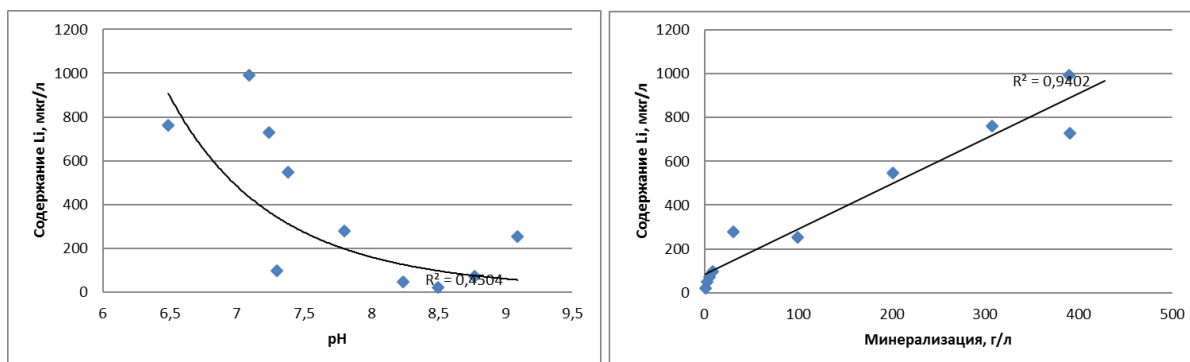 Содержание Li, мкг/л
1200
1000
800
600
400
200
0
R² = 0,4504
6 6,5 7 7,5 8 8,5 9 9,5
pH
Содержание Li, мкг/л
1200
1000
800
600
400
200
0
R² = 0,9402
0 100 200 300 400 500
Минерализация, г/л